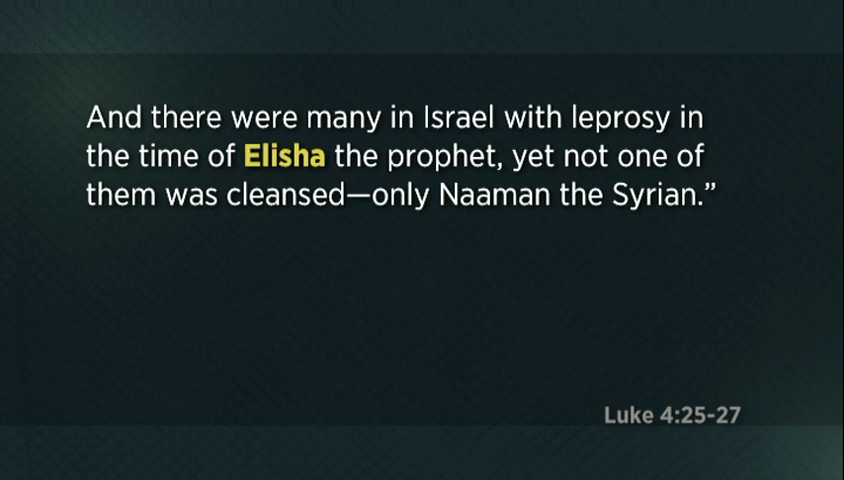 And there were many in Israel with leprosy in
the time of Elisha the prophet, yet not one of
them was cleansed—only Naaman the Syrian.”
Luke 4:25-27